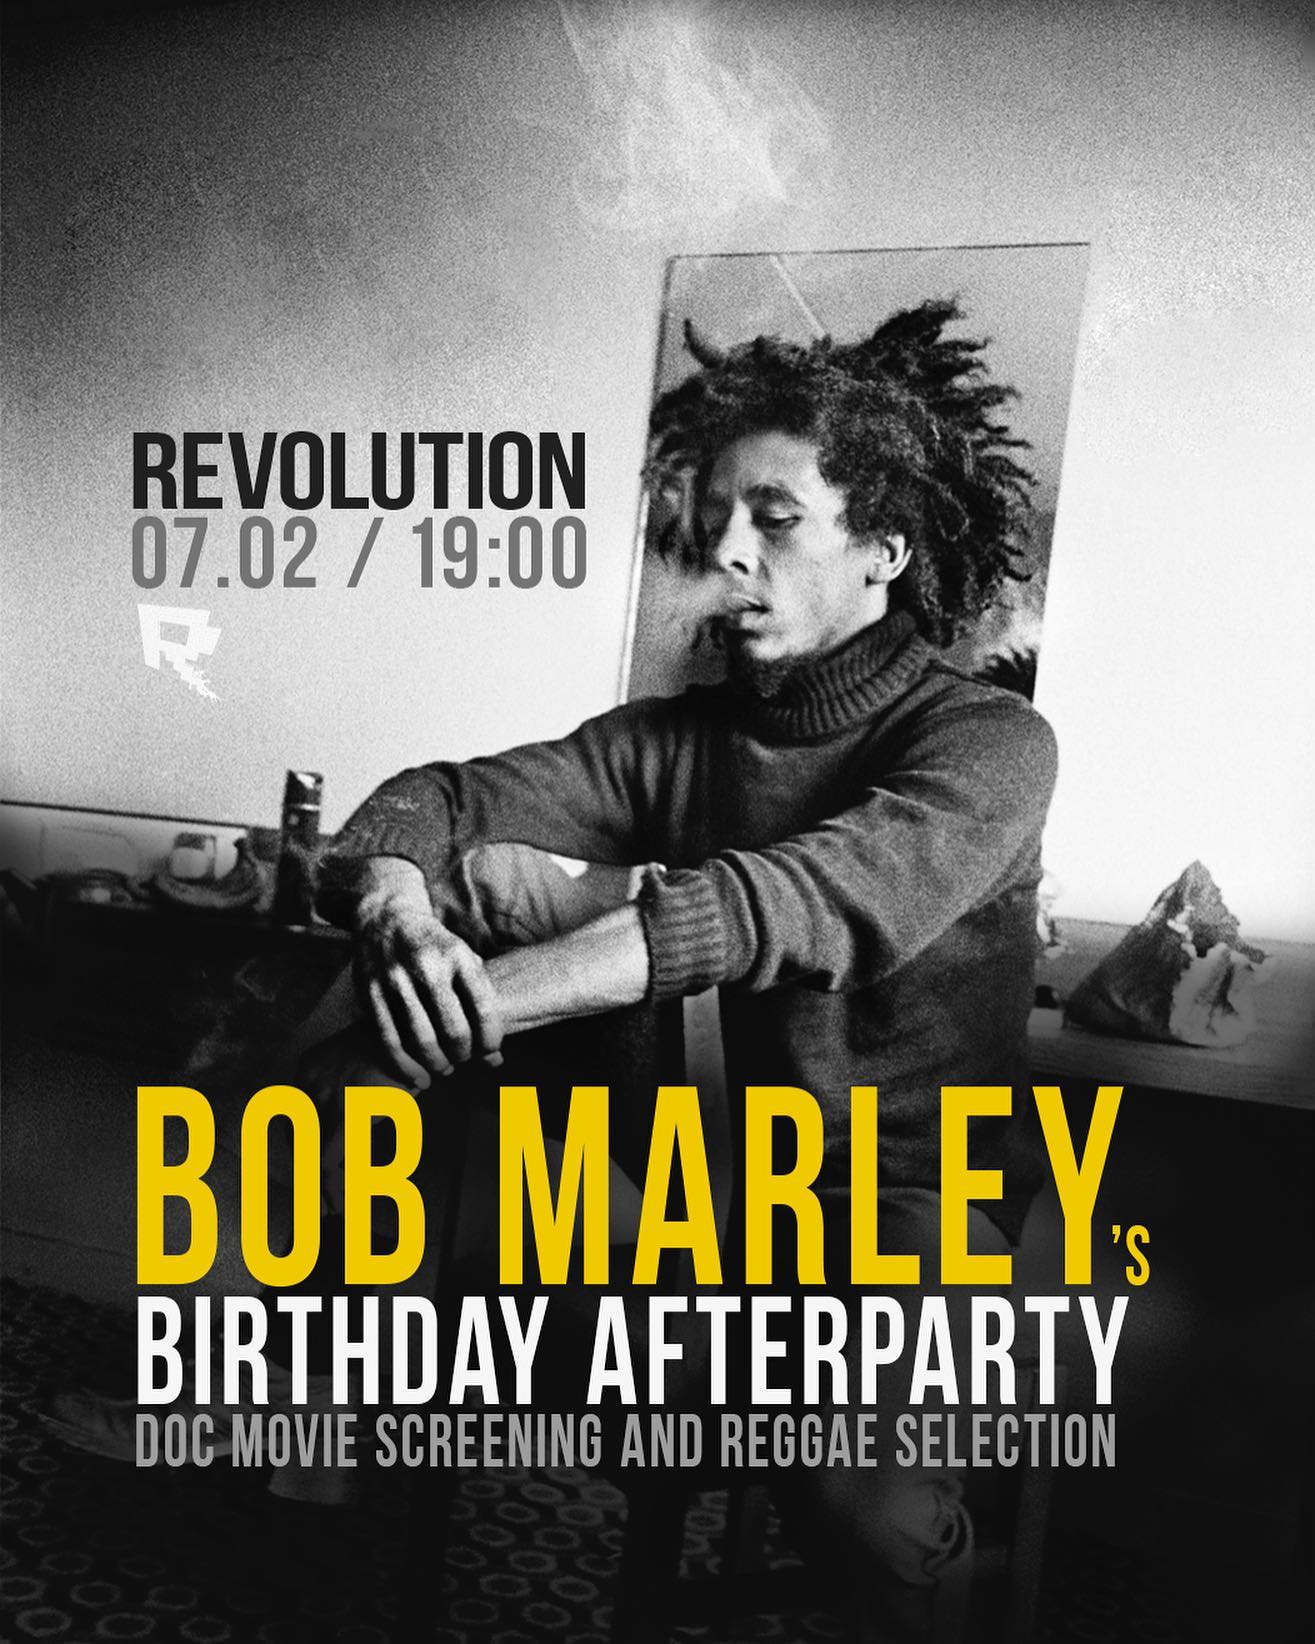 REVOLUTION
07.02 / 19:00
R
BOB MARLEY'S
BIRTHDAY AFTERPARTY
DOC MOVIE SCREENING AND REGGAE SELECTION